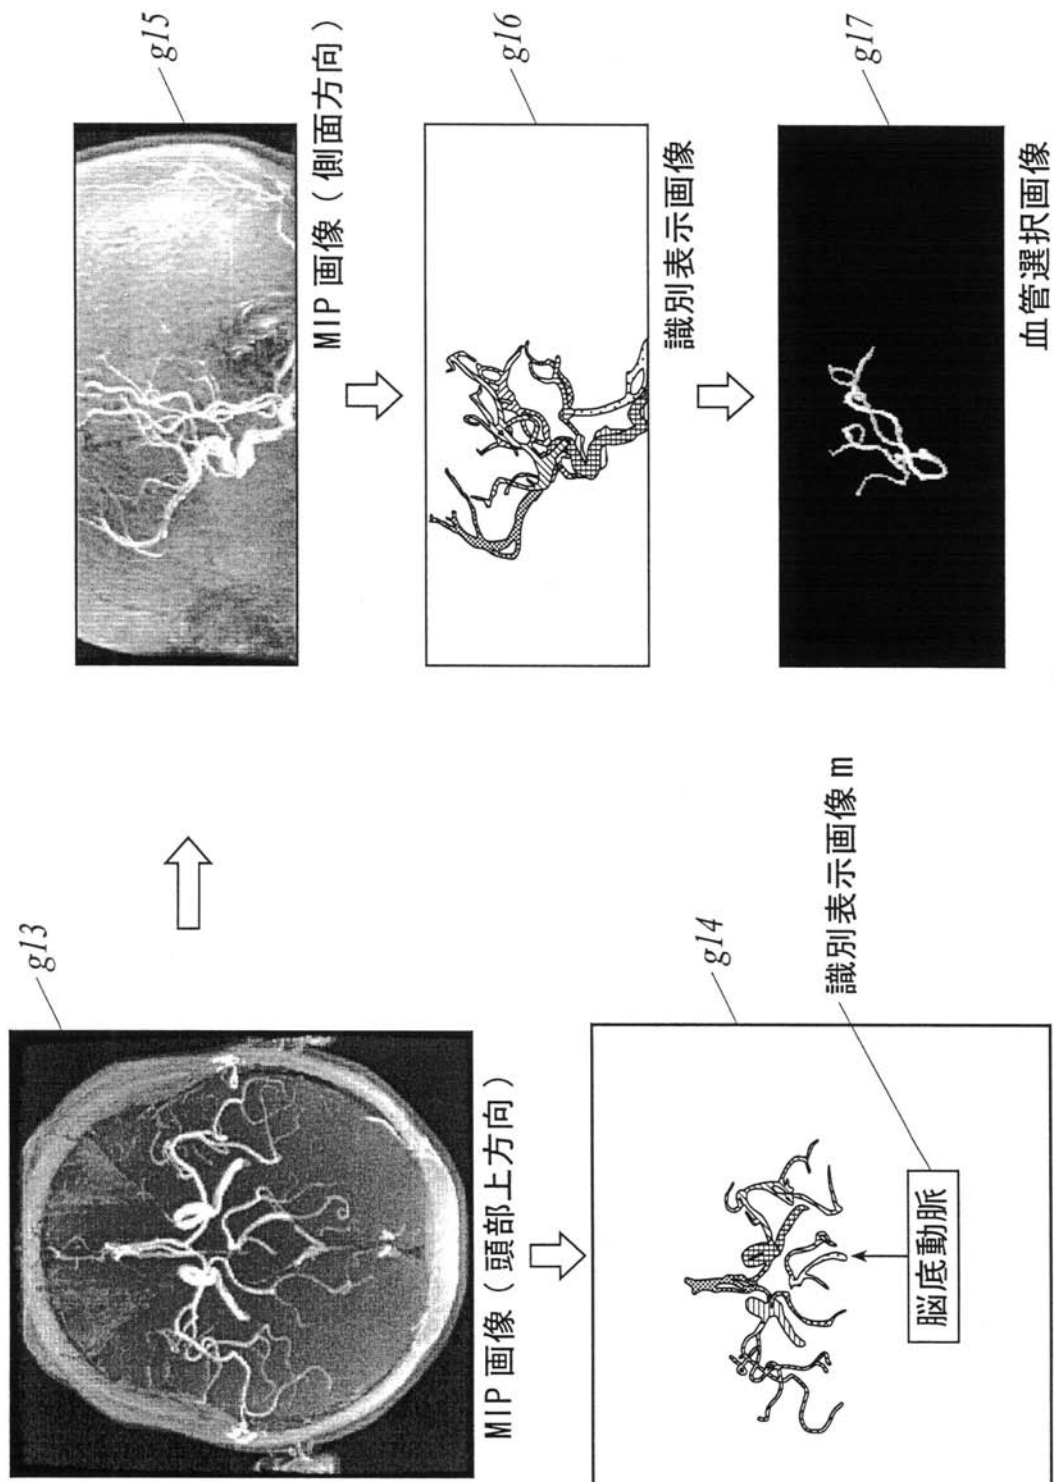 g13
MIP 画像 (頭部上方向)
g14
識別表示画像 m
脳底動脈
g15
MIP 画像 (側面方向)
g16
識別表示画像
g17
血管選択画像